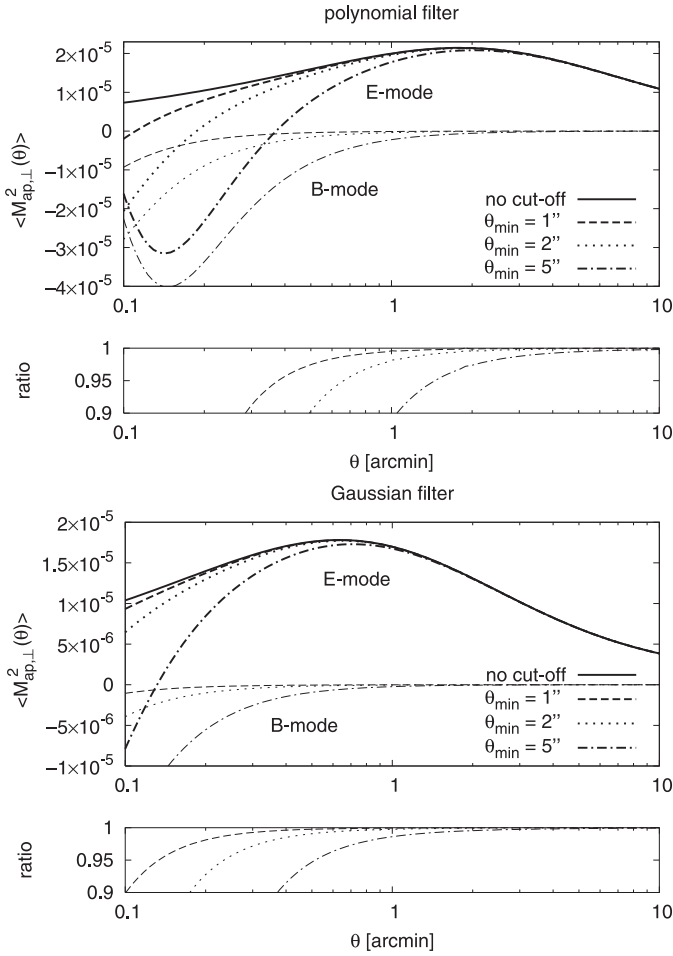 polynomial filter
2×10⁻⁵
1×10⁻⁵
0
−1×10⁻⁵
−2×10⁻⁵
−3×10⁻⁵
−4×10⁻⁵
<M²ap,⊥(θ)>
E-mode
B-mode
no cut-off
θmin = 1’’
θmin = 2’’
θmin = 5’’
0.1 1 10
1
0.95
0.9
ratio
0.1 1 10
θ [arcmin]
Gaussian filter
2×10⁻⁵
1.5×10⁻⁵
1×10⁻⁵
5×10⁻⁶
0
−5×10⁻⁶
−1×10⁻⁵
<M²ap,⊥(θ)>
E-mode
B-mode
no cut-off
θmin = 1’’
θmin = 2’’
θmin = 5’’
0.1 1 10
1
0.95
0.9
ratio
0.1 1 10
θ [arcmin]